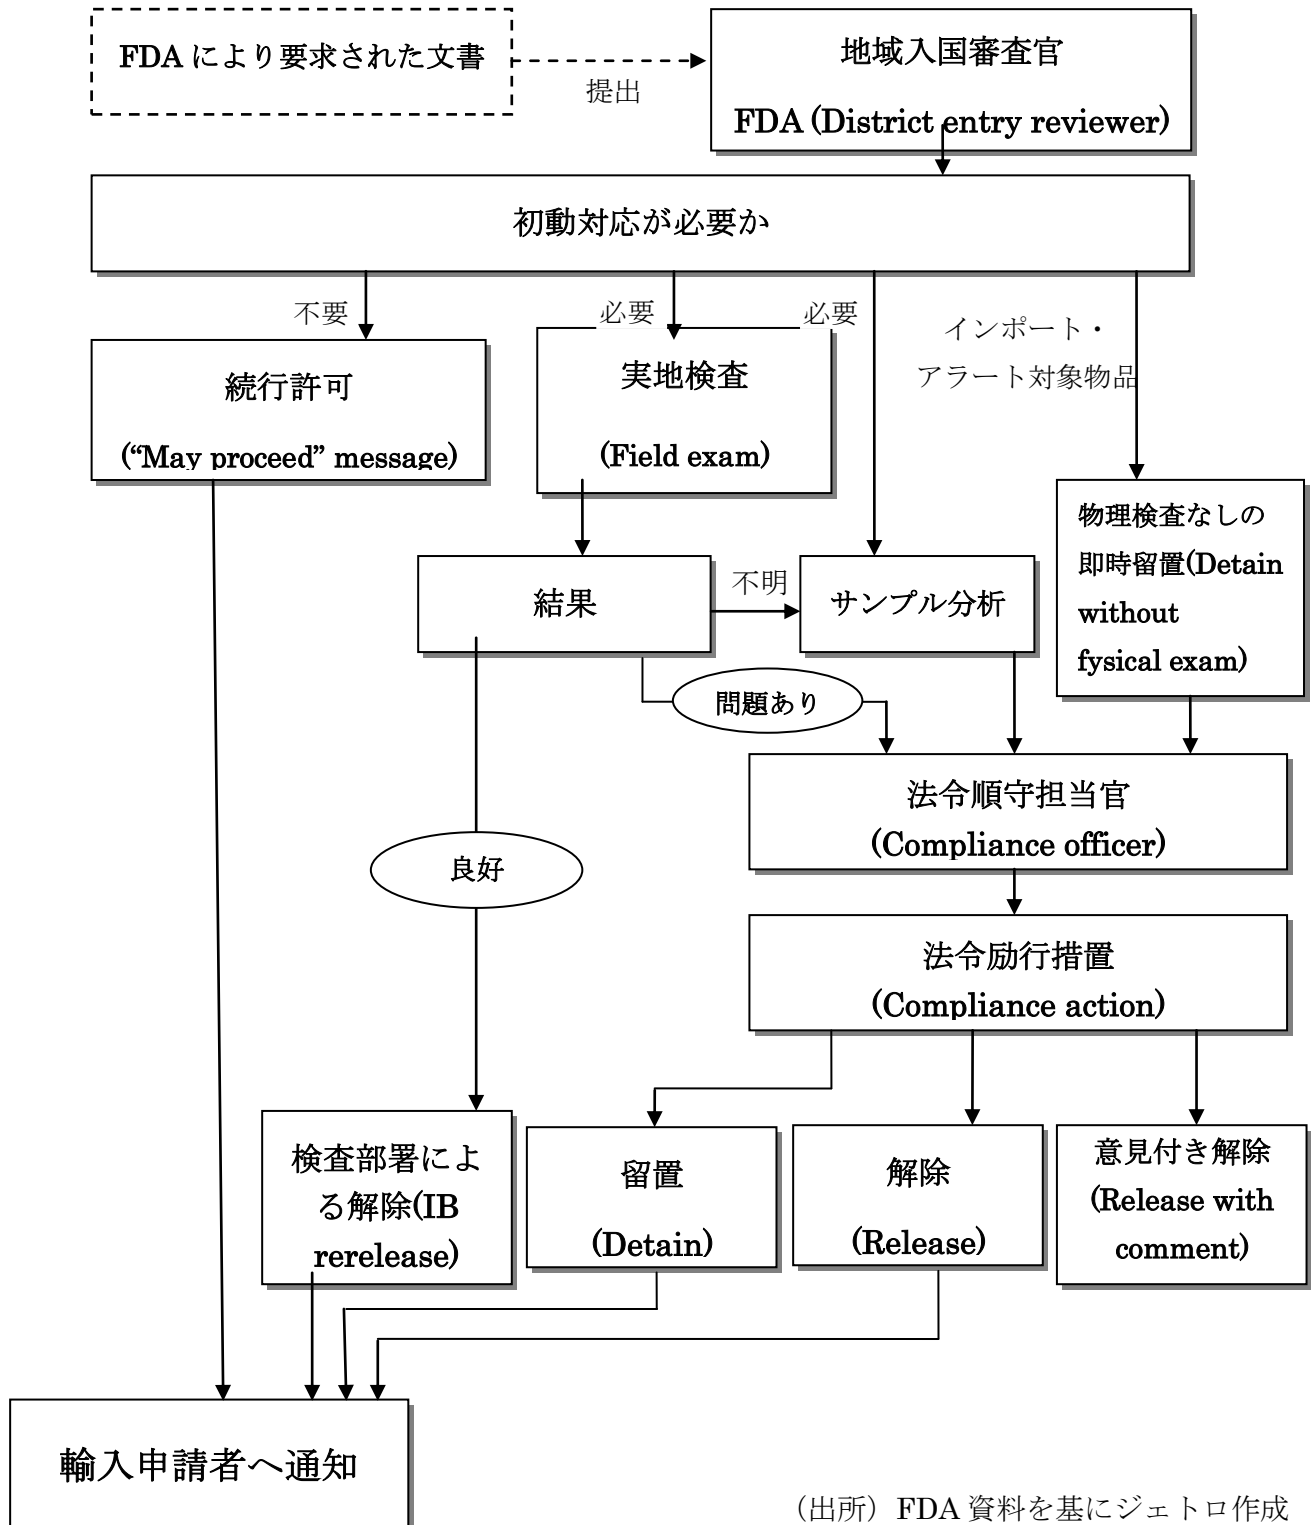 FDA により要求された文書
提出
地域入国審査官
FDA (District entry reviewer)
初動対応が必要か
不要
必要
必要
インポート・
アラート対象物品
続行許可
(“May proceed” message)
実地検査
(Field exam)
物理検査なしの
即時留置(Detain
without
fysical exam)
結果
不明
サンプル分析
問題あり
法令順守担当官
(Compliance officer)
良好
法令励行措置
(Compliance action)
検査部署によ
る解除(IB
rerelease)
留置
(Detain)
解除
(Release)
意見付き解除
(Release with
comment)
輸入申請者へ通知
（出所）FDA 資料を基にジェトロ作成